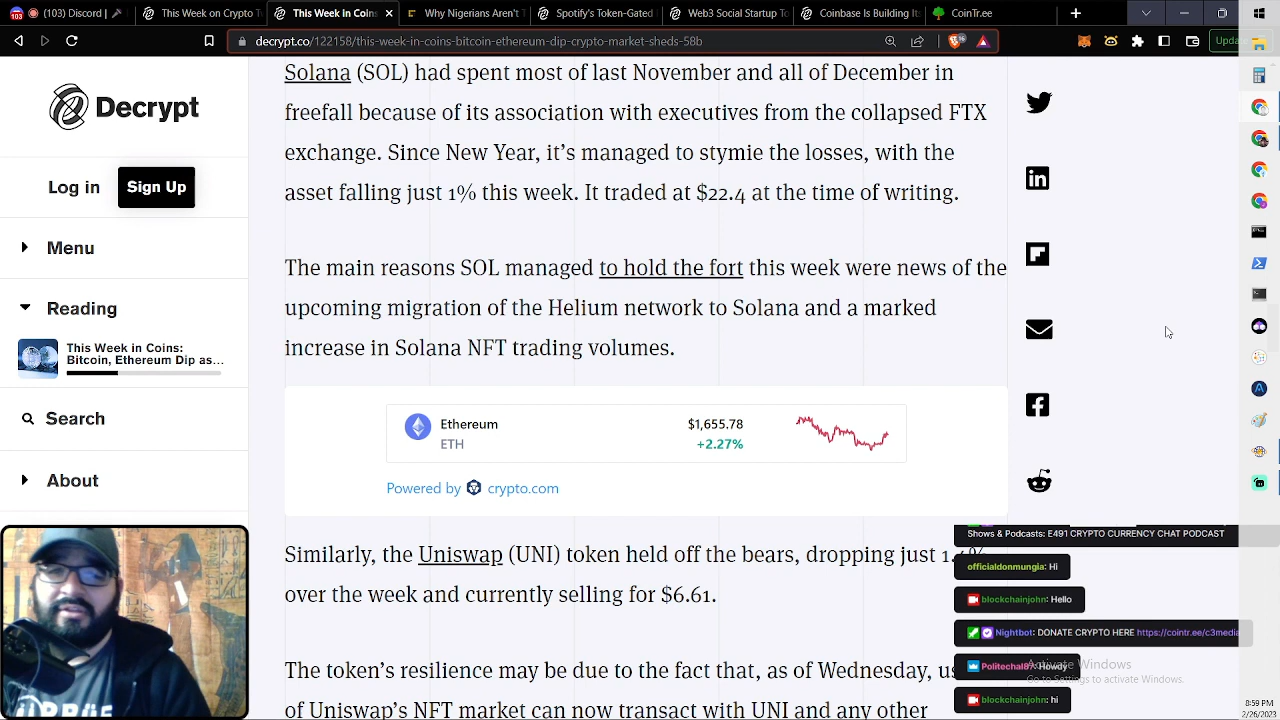 (103) Discord |
This Week on Crypto T
This Week in Coins
Why Nigerians Aren't
Spotify's Token-Gated
Web3 Social Startup T
Coinbase Is Building It
CoinTr.ee
decrypt.co/122158/this-week-in-coins-bitcoin-ethereum-dip-crypto-market-sheds-58b
Decrypt
Log in
Sign Up
Menu
Reading
This Week in Coins:
Bitcoin, Ethereum Dip as...
Search
About
Solana (SOL) had spent most of last November and all of December in
freefall because of its association with executives from the collapsed FTX
exchange. Since New Year, it's managed to stymie the losses, with the
asset falling just 1% this week. It traded at $22.4 at the time of writing.
The main reasons SOL managed to hold the fort this week were news of the
upcoming migration of the Helium network to Solana and a marked
increase in Solana NFT trading volumes.
Ethereum
$1,655.78
ETH
+2.27%
Powered by crypto.com
Similarly, the Uniswap (UNI) token held off the bears, dropping just
over the week and currently selling for $6.61.
The token's resilience may be due to the fact that, as of Wednesday,
NFT market can now transact with UNI and any other
Shows & Podcasts: E491 CRYPTO CURRENCY CHAT PODCAST
officialdonmungia: Hi
blockchainjohn: Hello
Nightbot: DONATE CRYPTO HERE https://cointr.ee/c3media
Politechal87: Howdy
blockchainjohn: hi
Activate Windows
Go to Settings to activate Windows.
8:59 PM